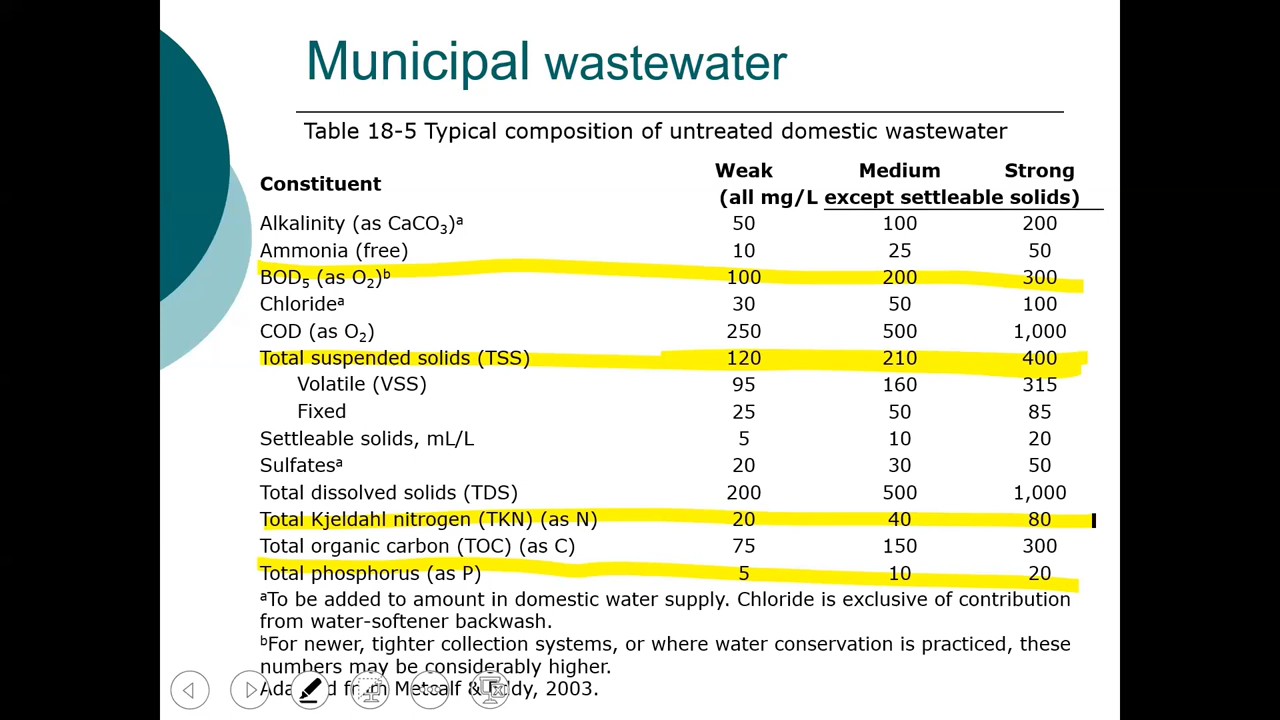 Municipal wastewater
Table 18-5 Typical composition of untreated domestic wastewater
Constituent Weak Medium Strong
(all mg/L except settleable solids)
Alkalinity (as CaCO₃)ᵃ 50 100 200
Ammonia (free) 10 25 50
BOD₅ (as O₂)ᵇ 100 200 300
Chlorideᵃ 30 50 100
COD (as O₂) 250 500 1,000
Total suspended solids (TSS) 120 210 400
Volatile (VSS) 95 160 315
Fixed 25 50 85
Settleable solids, mL/L 5 10 20
Sulfatesᵃ 20 30 50
Total dissolved solids (TDS) 200 500 1,000
Total Kjeldahl nitrogen (TKN) (as N) 20 40 80
Total organic carbon (TOC) (as C) 75 150 300
Total phosphorus (as P) 5 10 20
ᵃTo be added to amount in domestic water supply. Chloride is exclusive of contribution
from water-softener backwash.
ᵇFor newer, tighter collection systems, or where water conservation is practiced, these
numbers may be considerably higher.
Adapted from Metcalf & Eddy, 2003.